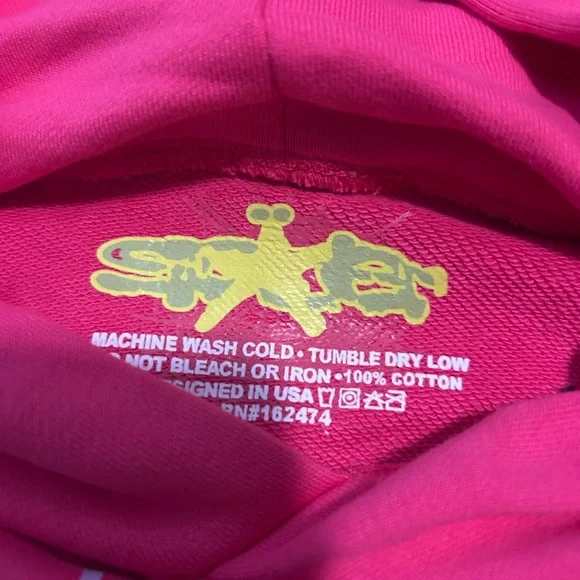 MACHINE WASH COLD • TUMBLE DRY LOW
NOT BLEACH OR IRON • 100% COTTON
IN USA
RN#162474